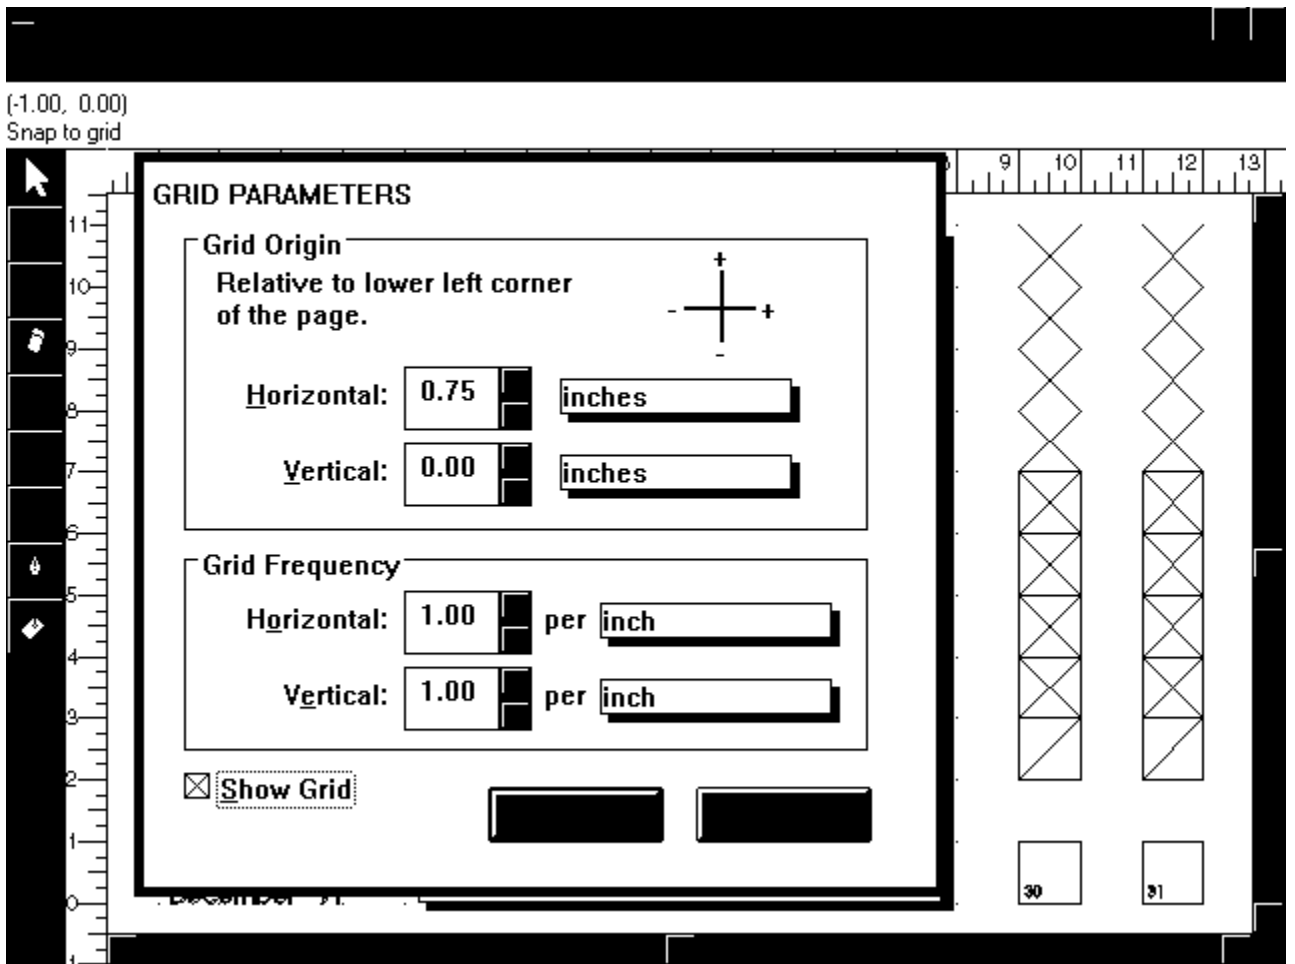 (-1.00, 0.00)
Snap to grid
9 10 11 12 13
GRID PARAMETERS
Grid Origin
Relative to lower left corner
of the page.
+
- +
-
Horizontal: 0.75 inches
Vertical: 0.00 inches
Grid Frequency
Horizontal: 1.00 per inch
Vertical: 1.00 per inch
Show Grid
11
10
9
8
7
6
5
4
3
2
1
0
1
30 31